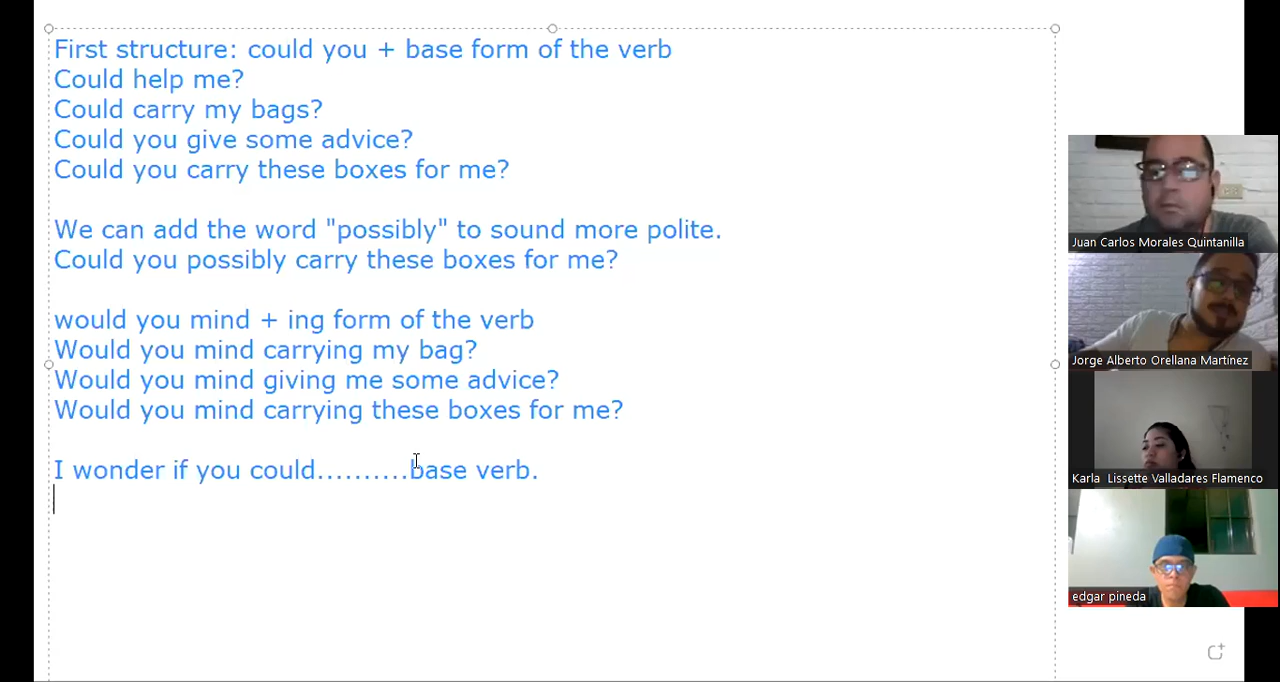 First structure: could you + base form of the verb
Could help me?
Could carry my bags?
Could you give some advice?
Could you carry these boxes for me?
We can add the word "possibly" to sound more polite.
Could you possibly carry these boxes for me?
would you mind + ing form of the verb
Would you mind carrying my bag?
Would you mind giving me some advice?
Would you mind carrying these boxes for me?
I wonder if you could..........base verb.
Juan Carlos Morales Quintanilla
Jorge Alberto Orellana Martínez
Karla Lissette Valladares Flamenco
edgar pineda